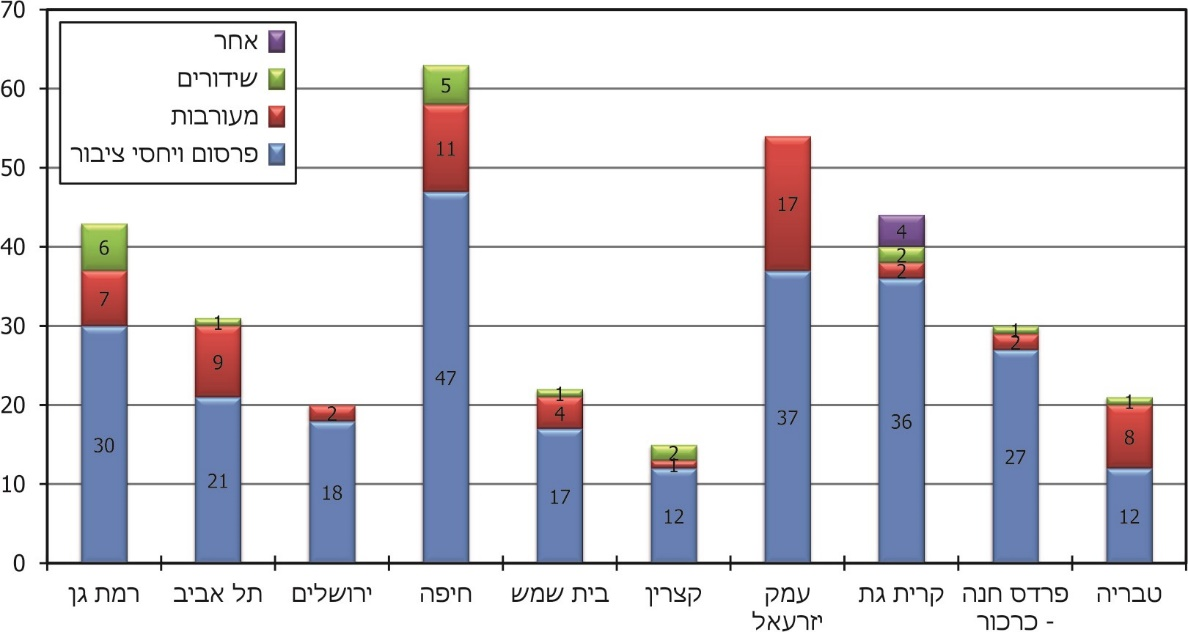 70
60
50
40
30
20
10
0
אחר
שידורים
מעורבות
פרסום ויחסי ציבור
6
7
30
1
9
21
2
18
5
11
47
1
4
17
2
1
12
17
37
4
2
2
36
1
2
27
1
8
12
רמת גן
תל אביב
ירושלים
חיפה
בית שמש
קצרין
עמק
יזרעאל
קרית גת
פרדס חנה
- כרכור
טבריה